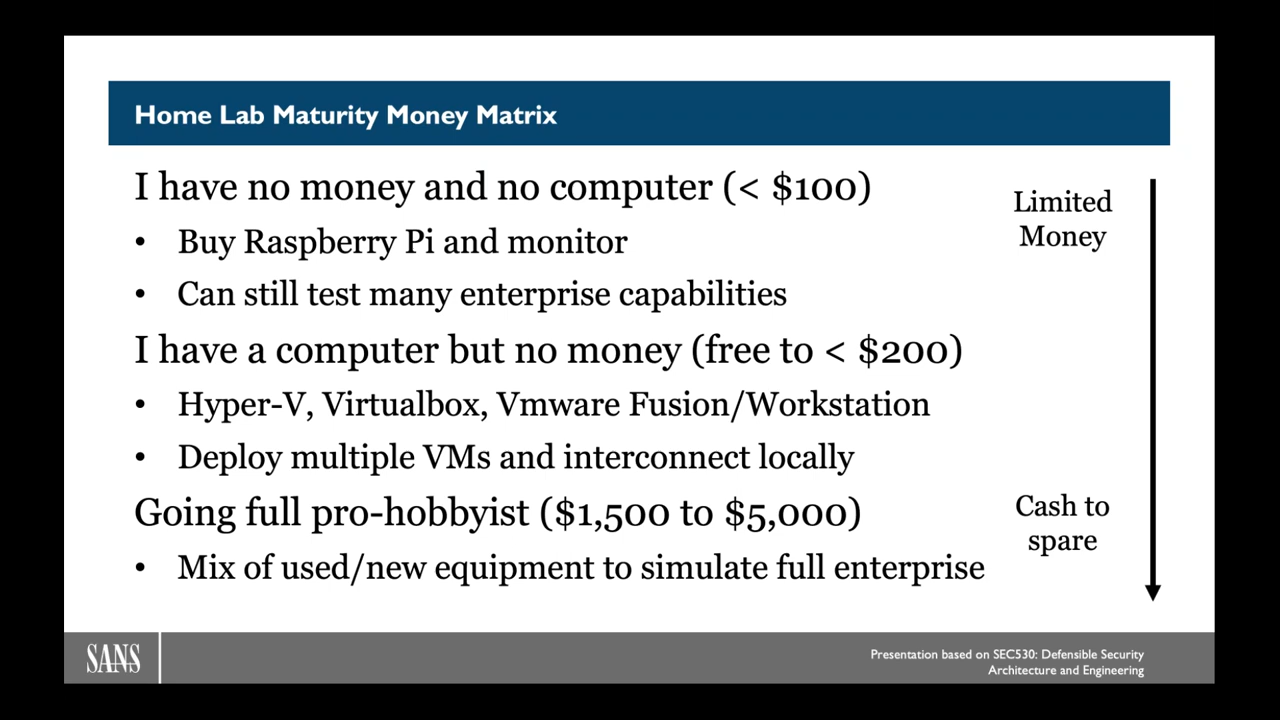 Home Lab Maturity Money Matrix
I have no money and no computer (< $100)
• Buy Raspberry Pi and monitor
• Can still test many enterprise capabilities
I have a computer but no money (free to < $200)
• Hyper-V, Virtualbox, Vmware Fusion/Workstation
• Deploy multiple VMs and interconnect locally
Going full pro-hobbyist ($1,500 to $5,000)
• Mix of used/new equipment to simulate full enterprise
Limited
Money
Cash to
spare
SANS
Presentation based on SEC530: Defensible Security
Architecture and Engineering